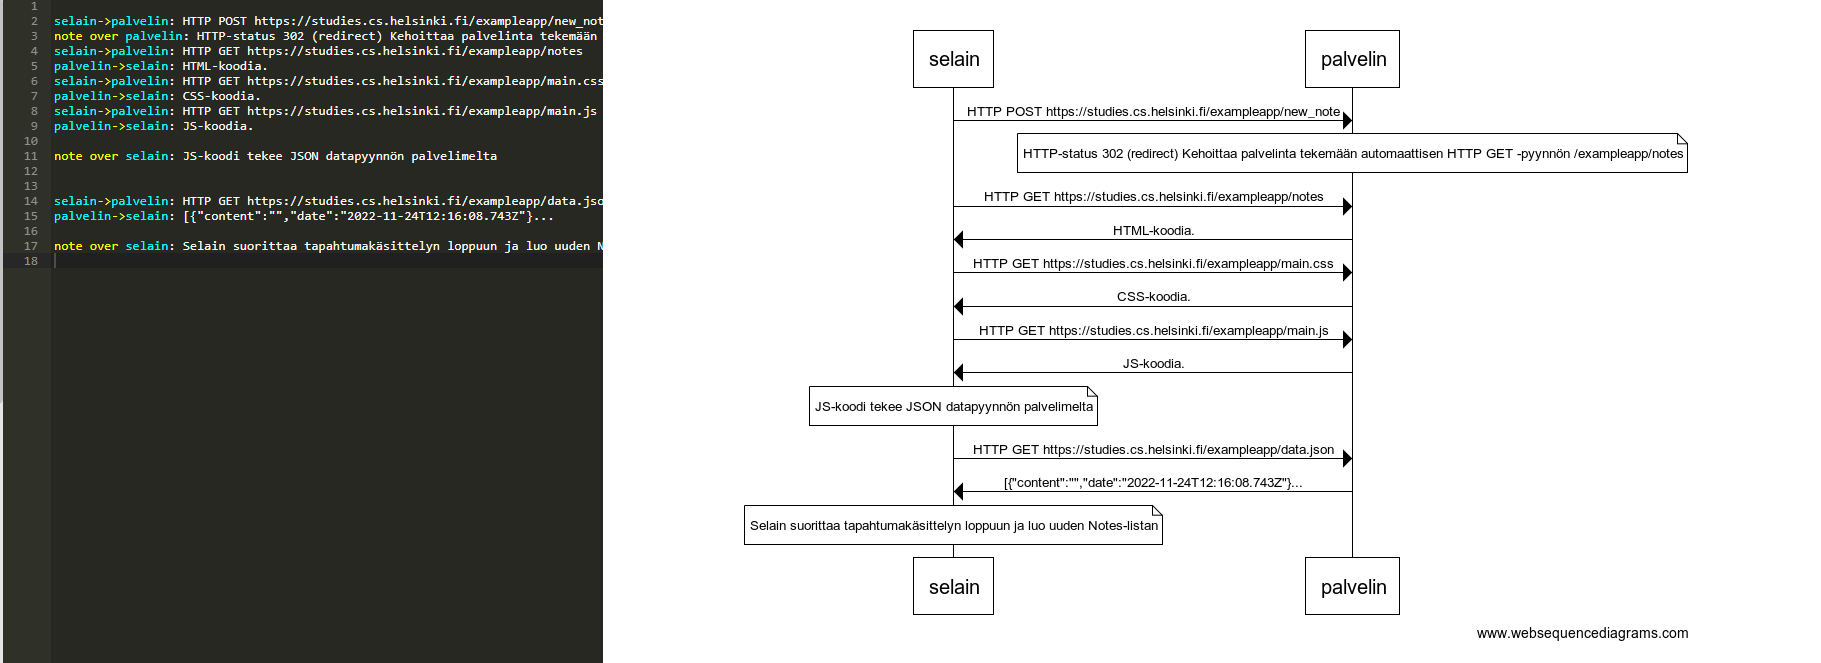 1
2 selain->palvelin: HTTP POST https://studies.cs.helsinki.fi/exampleapp/new_not
3 note over palvelin: HTTP-status 302 (redirect) Kehoittaa palvelinta tekemään
4 selain->palvelin: HTTP GET https://studies.cs.helsinki.fi/exampleapp/notes
5 palvelin->selain: HTML-koodia.
6 selain->palvelin: HTTP GET https://studies.cs.helsinki.fi/exampleapp/main.css
7 palvelin->selain: CSS-koodia.
8 selain->palvelin: HTTP GET https://studies.cs.helsinki.fi/exampleapp/main.js
9 palvelin->selain: JS-koodia.
10
11 note over selain: JS-koodi tekee JSON datapyynnön palvelimelta
12
13
14 selain->palvelin: HTTP GET https://studies.cs.helsinki.fi/exampleapp/data.jso
15 palvelin->selain: [{"content":"","date":"2022-11-24T12:16:08.743Z"}...
16
17 note over selain: Selain suorittaa tapahtumakäsittelyn loppuun ja luo uuden N
18
selain palvelin
HTTP POST https://studies.cs.helsinki.fi/exampleapp/new_note
HTTP-status 302 (redirect) Kehoittaa palvelinta tekemään automaattisen HTTP GET -pyynnön /exampleapp/notes
HTTP GET https://studies.cs.helsinki.fi/exampleapp/notes
HTML-koodia.
HTTP GET https://studies.cs.helsinki.fi/exampleapp/main.css
CSS-koodia.
HTTP GET https://studies.cs.helsinki.fi/exampleapp/main.js
JS-koodia.
JS-koodi tekee JSON datapyynnön palvelimelta
HTTP GET https://studies.cs.helsinki.fi/exampleapp/data.json
[{"content":"","date":"2022-11-24T12:16:08.743Z"}...
Selain suorittaa tapahtumakäsittelyn loppuun ja luo uuden Notes-listan
selain palvelin
www.websequencediagrams.com